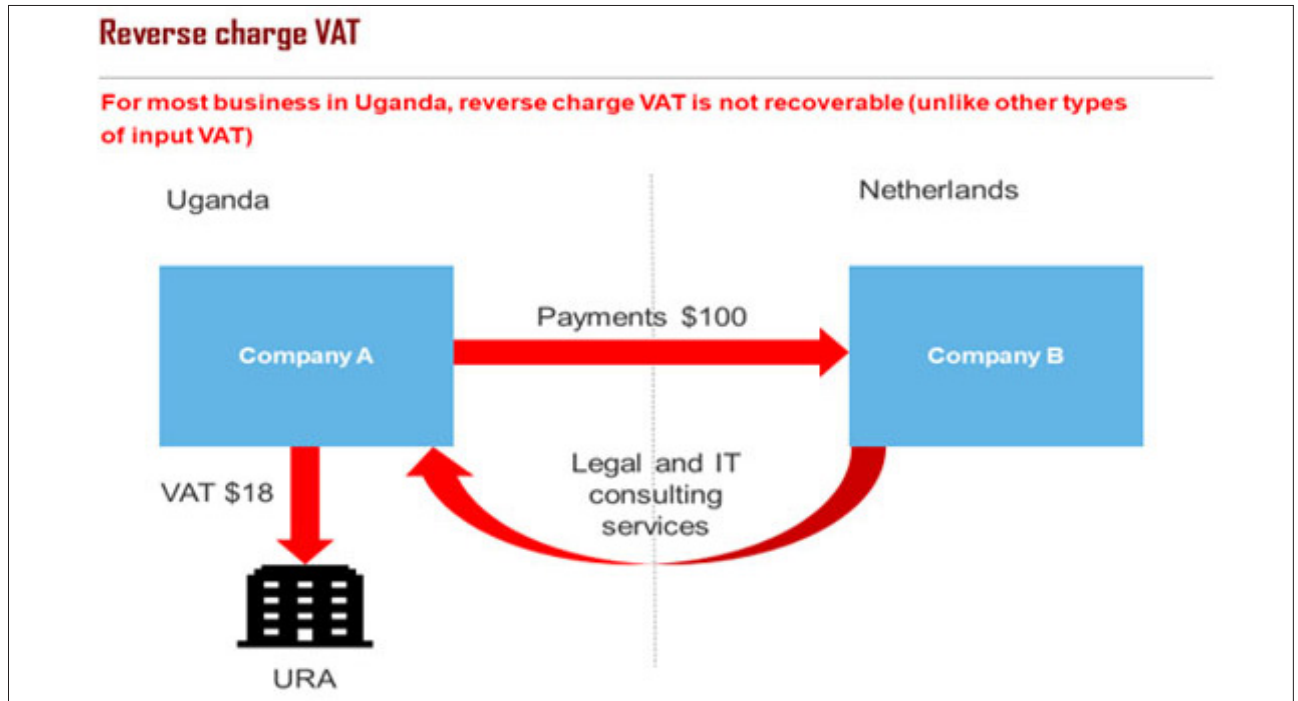 Reverse charge VAT
For most business in Uganda, reverse charge VAT is not recoverable (unlike other types
of input VAT)
Uganda
Netherlands
Payments $100
Company A
Company B
Legal and IT
consulting
services
VAT $18
URA